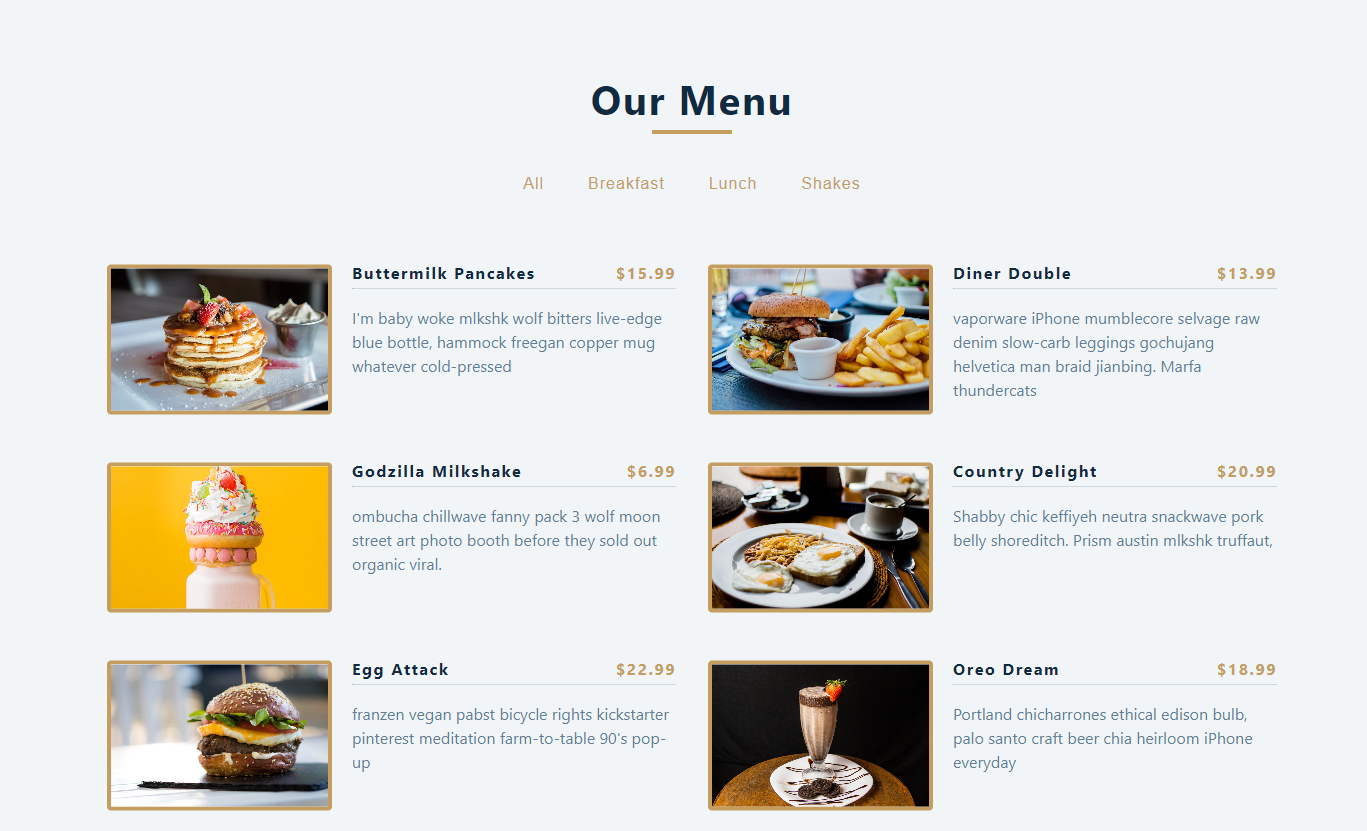 Our Menu
All Breakfast Lunch Shakes
Buttermilk Pancakes $15.99
I'm baby woke mlkshk wolf bitters live-edge
blue bottle, hammock freegan copper mug
whatever cold-pressed
Diner Double $13.99
vaporware iPhone mumblecore selvage raw
denim slow-carb leggings gochujang
helvetica man braid jianbing. Marfa
thundercats
Godzilla Milkshake $6.99
ombucha chillwave fanny pack 3 wolf moon
street art photo booth before they sold out
organic viral.
Country Delight $20.99
Shabby chic keffiyeh neutra snackwave pork
belly shoreditch. Prism austin mlkshk truffaut,
Egg Attack $22.99
franzen vegan pabst bicycle rights kickstarter
pinterest meditation farm-to-table 90's pop-
up
Oreo Dream $18.99
Portland chicharrones ethical edison bulb,
palo santo craft beer chia heirloom iPhone
everyday